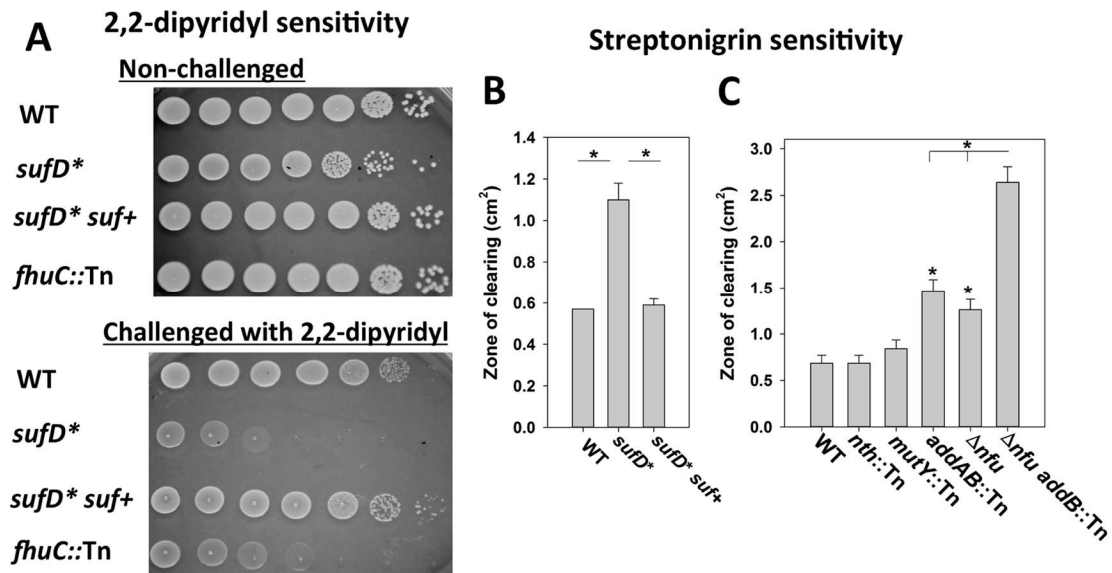 A
2,2-dipyridyl sensitivity
Non-challenged
WT
sufD*
sufD* suf+
fhuC::Tn
Challenged with 2,2-dipyridyl
WT
sufD*
sufD* suf+
fhuC::Tn
Streptonigrin sensitivity
B
Zone of clearing (cm²)
1.4
1.2
1.0
0.8
0.6
0.4
0.2
0.0
* *
WT
sufD*
sufD* suf+
C
Zone of clearing (cm²)
3.0
2.5
2.0
1.5
1.0
0.5
0.0
*
*
*
WT
nth::Tn
mutY::Tn
addAB::Tn
Δnfu
Δnfu addB::Tn